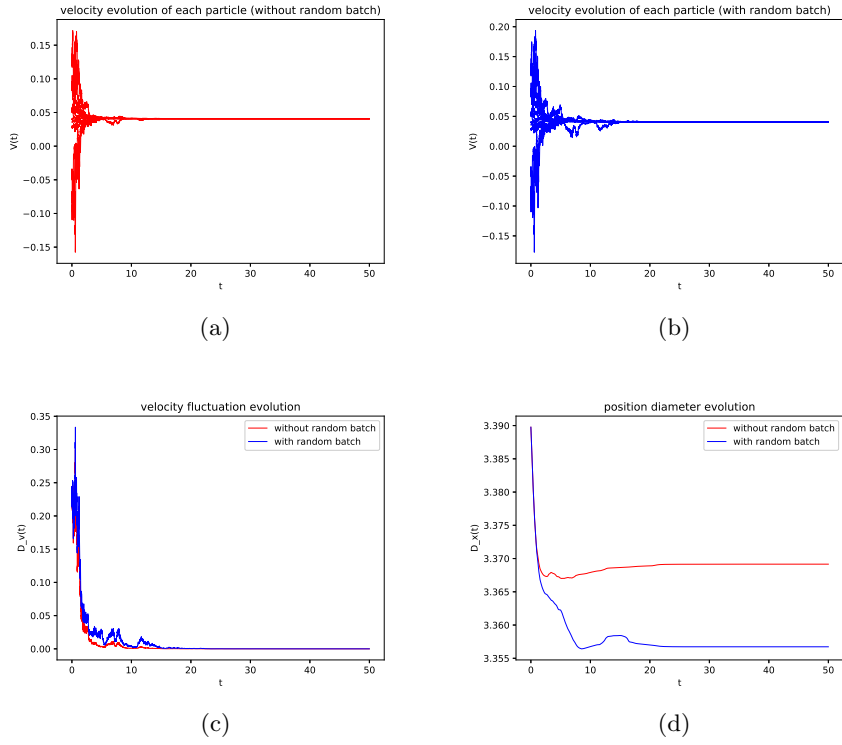 velocity evolution of each particle (without random batch)
0.15
0.10
0.05
0.00
−0.05
−0.10
−0.15
V(t)
0 10 20 30 40 50
t
(a)
velocity evolution of each particle (with random batch)
0.20
0.15
0.10
0.05
0.00
−0.05
−0.10
−0.15
V(t)
0 10 20 30 40 50
t
(b)
velocity fluctuation evolution
0.35
0.30
0.25
0.20
0.15
0.10
0.05
0.00
D_v(t)
without random batch
with random batch
0 10 20 30 40 50
t
(c)
position diameter evolution
3.390
3.385
3.380
3.375
3.370
3.365
3.360
3.355
D_x(t)
without random batch
with random batch
0 10 20 30 40 50
t
(d)